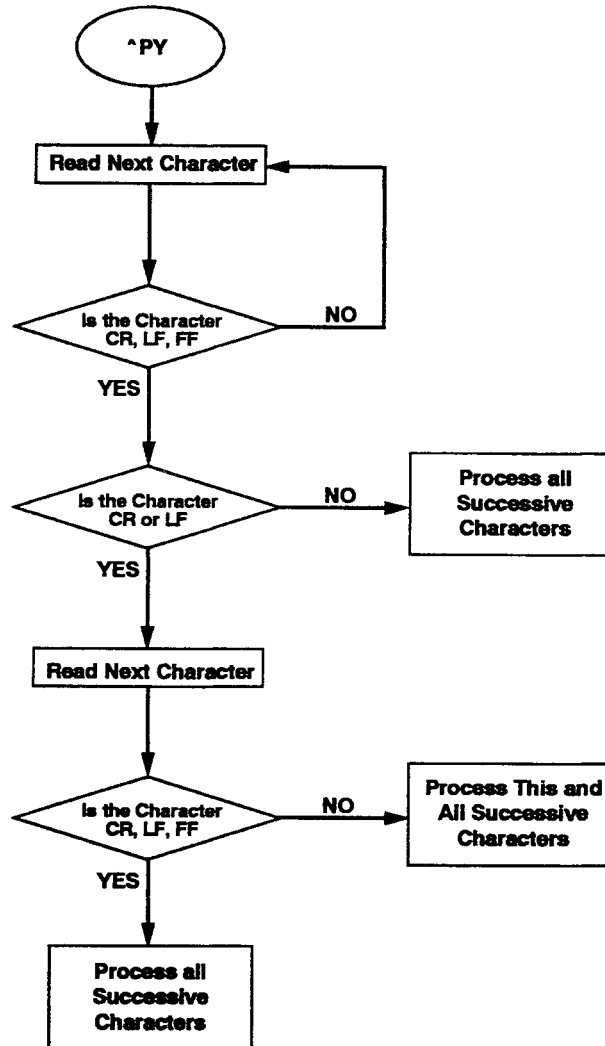 ^PY
Read Next Character
Is the Character
CR, LF, FF
NO
YES
Is the Character
CR or LF
NO
Process all
Successive
Characters
YES
Read Next Character
Is the Character
CR, LF, FF
NO
Process This and
All Successive
Characters
YES
Process all
Successive
Characters